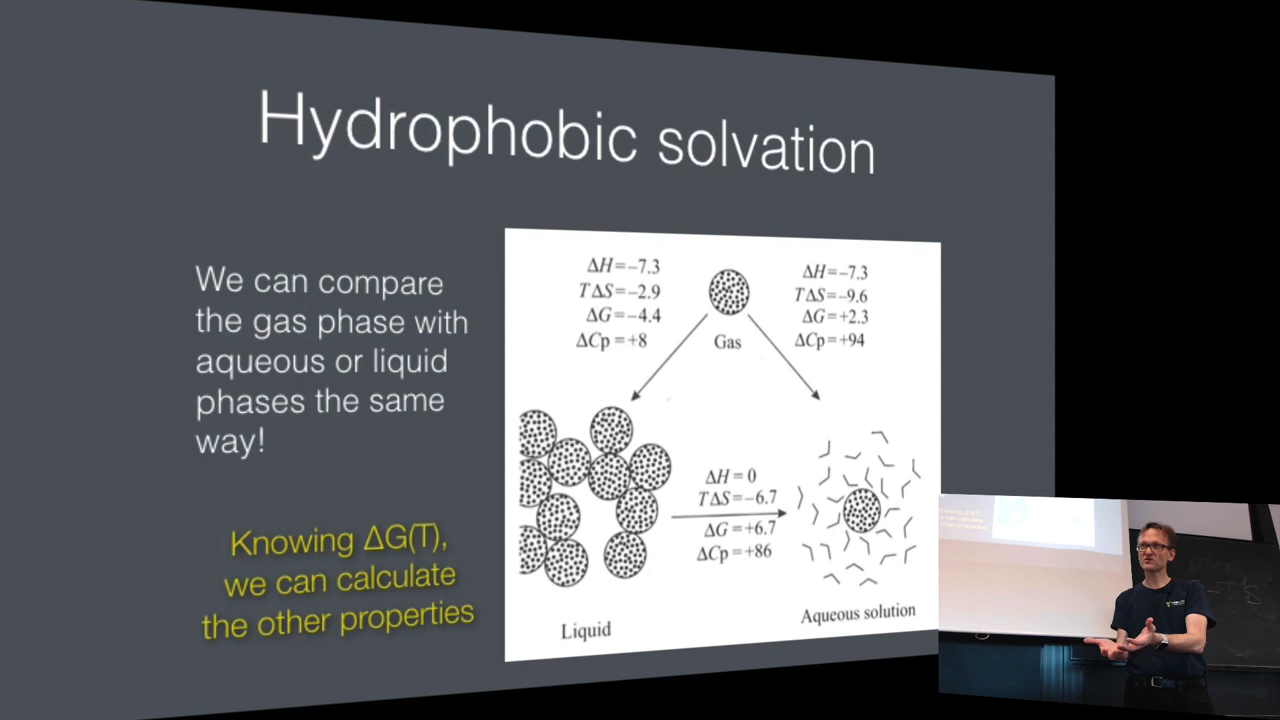 Hydrophobic solvation
We can compare
the gas phase with
aqueous or liquid
phases the same
way!
Knowing ΔG(T),
we can calculate
the other properties
ΔH=−7.3
TΔS=−2.9
ΔG=−4.4
ΔCp=+8
Gas
ΔH=−7.3
TΔS=−9.6
ΔG=+2.3
ΔCp=+94
ΔH=0
TΔS=−6.7
ΔG=+6.7
ΔCp=+86
Liquid
Aqueous solution